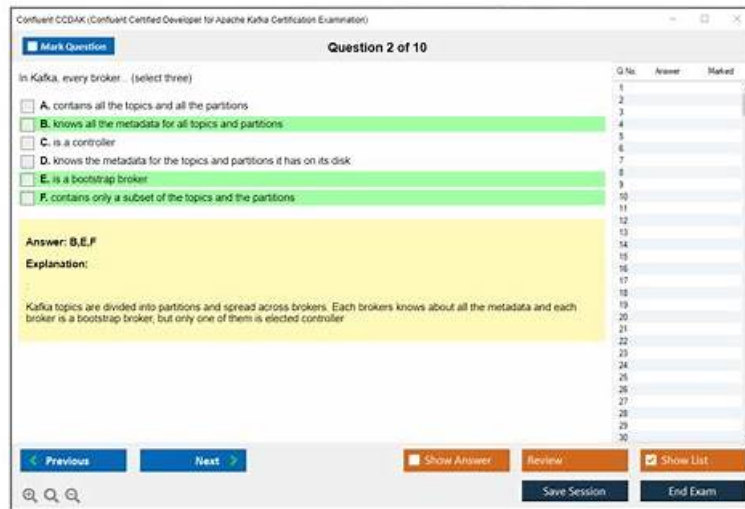 Confluent CCDAK (Confluent Certified Developer for Apache Kafka Certification Examination)
Mark Question
Question 2 of 10
In Kafka, every broker... (select three)
A. contains all the topics and all the partitions
B. knows all the metadata for all topics and partitions
C. is a controller
D. knows the metadata for the topics and partitions it has on its disk
E. is a bootstrap broker
F. contains only a subset of the topics and the partitions
Answer: B,E,F
Explanation:
:
Kafka topics are divided into partitions and spread across brokers. Each brokers knows about all the metadata and each
broker is a bootstrap broker, but only one of them is elected controller
Q No. Answer Marked
1
2
3
4
5
6
7
8
9
10
11
12
13
14
15
16
17
18
19
20
21
22
23
24
25
26
27
28
29
30
Previous
Next
Show Answer
Review
Show List
Save Session
End Exam